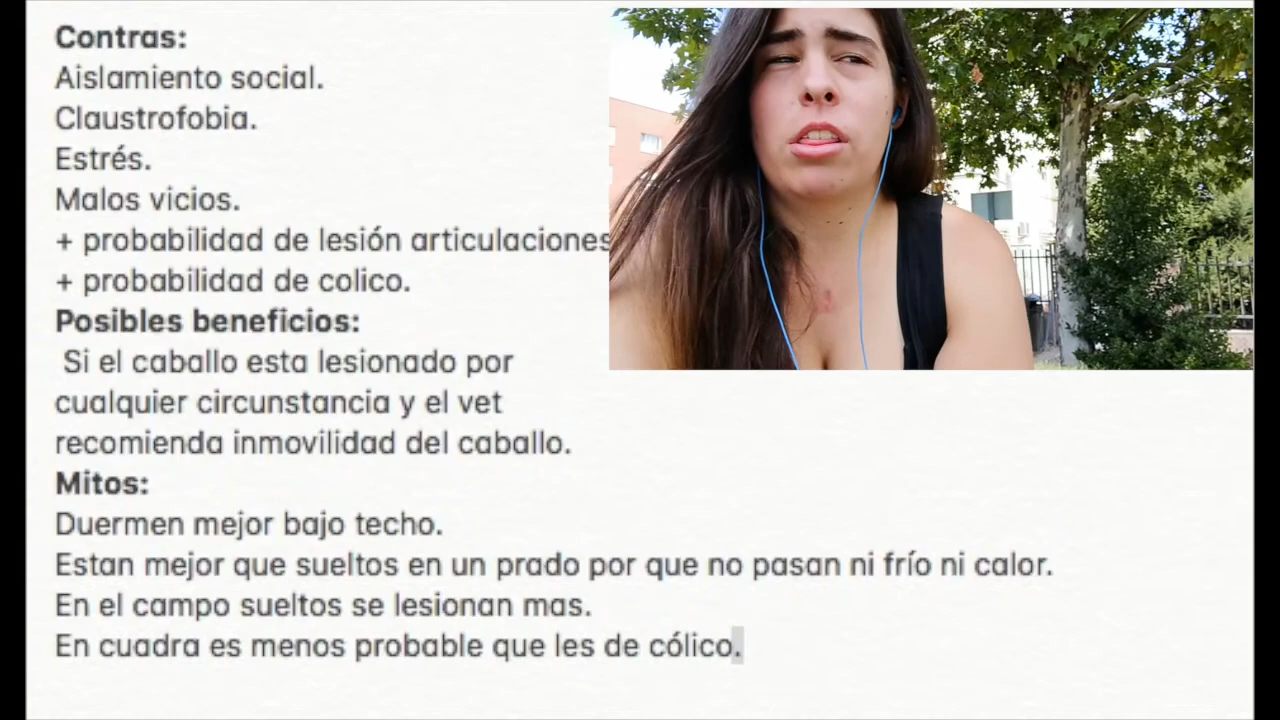 Contras:
Aislamiento social.
Claustrofobia.
Estrés.
Malos vicios.
+ probabilidad de lesión articulaciones
+ probabilidad de colico.
Posibles beneficios:
Si el caballo esta lesionado por
cualquier circunstancia y el vet
recomienda inmovilidad del caballo.
Mitos:
Duermen mejor bajo techo.
Estan mejor que sueltos en un prado por que no pasan ni frío ni calor.
En el campo sueltos se lesionan mas.
En cuadra es menos probable que les de cólico.